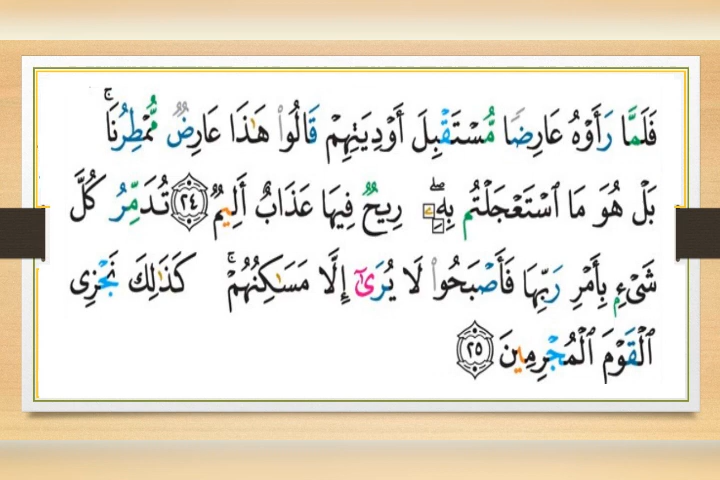 فَلَمَّا رَأَوْهُ عَارِضًا مُّسْتَقْبِلَ أَوْدِيَتِهِمْ قَالُوا۟ هَـٰذَا عَارِضٌ مُّمْطِرُنَا ۚ
بَلْ هُوَ مَا ٱسْتَعْجَلْتُم بِهِۦ ۖ رِيحٌ فِيهَا عَذَابٌ أَلِيمٌ ٢٤ تُدَمِّرُ كُلَّ
شَىْءٍۭ بِأَمْرِ رَبِّهَا فَأَصْبَحُوا۟ لَا يُرَىٰٓ إِلَّا مَسَـٰكِنُهُمْ ۚ كَذَٰلِكَ نَجْزِى
ٱلْقَوْمَ ٱلْمُجْرِمِينَ ٢٥